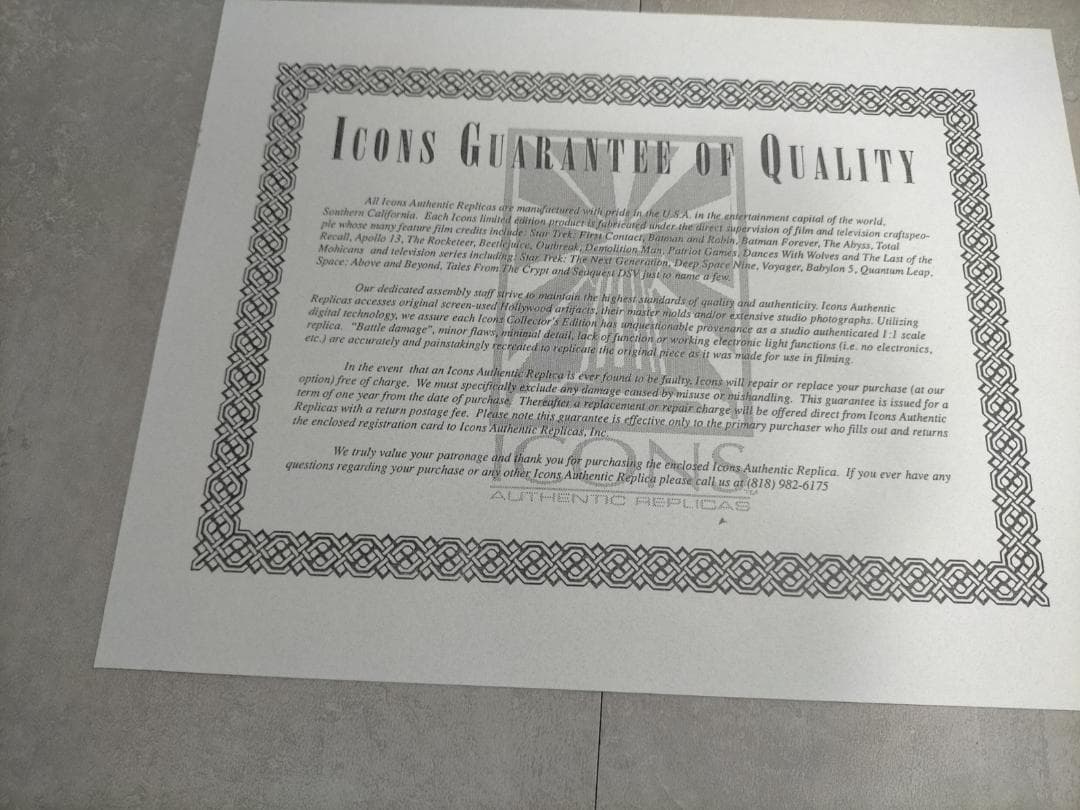 ICONS GUARANTEE OF QUALITY
All Icons Authentic Replicas are manufactured with pride in the U.S.A. in the entertainment capital of the world,
Southern California. Each Icons limited edition product is fabricated under the direct supervision of film and television craftspeo-
ple whose many feature film credits include: Star Trek: First Contact, Batman and Robin, Batman Forever, The Abyss, Total
Recall, Apollo 13, The Rocketeer, Beetlejuice, Outbreak, Demolition Man, Patriot Games, Dances With Wolves and The Last of the
Mohicans and television series including: Star Trek: The Next Generation, Deep Space Nine, Voyager, Babylon 5, Quantum Leap,
Space: Above and Beyond, Tales From The Crypt and Seaquest DSV just to name a few.
Our dedicated assembly staff strive to maintain the highest standards of quality and authenticity. Icons Authentic
Replicas accesses original screen-used Hollywood artifacts, their master molds and/or extensive studio photographs. Utilizing
digital technology, we assure each Icons Collector's Edition has unquestionable provenance as a studio authenticated 1:1 scale
replica. "Battle damage", minor flaws, minimal detail, lack of function or working electronic light functions (i.e. no electronics,
etc.) are accurately and painstakingly recreated to replicate the original piece as it was made for use in filming.
In the event that an Icons Authentic Replica is ever found to be faulty, Icons will repair or replace your purchase (at our
option) free of charge. We must specifically exclude any damage caused by misuse or mishandling. This guarantee is issued for a
term of one year from the date of purchase. Thereafter a replacement or repair charge will be offered direct from Icons Authentic
Replicas with a return postage fee. Please note this guarantee is effective only to the primary purchaser who fills out and returns
the enclosed registration card to Icons Authentic Replicas, Inc.
We truly value your patronage and thank you for purchasing the enclosed Icons Authentic Replica. If you ever have any
questions regarding your purchase or any other Icons Authentic Replica please call us at (818) 982-6175
ICONS™
AUTHENTIC REPLICAS